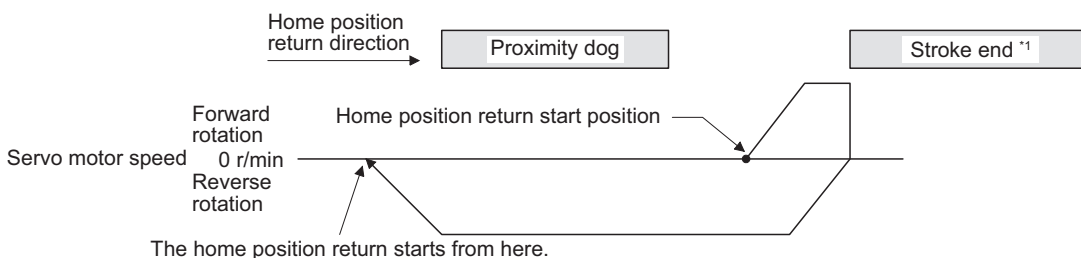 Home position
return direction
Proximity dog
Stroke end *1
Forward
rotation
Home position return start position
Servo motor speed 0 r/min
Reverse
rotation
The home position return starts from here.